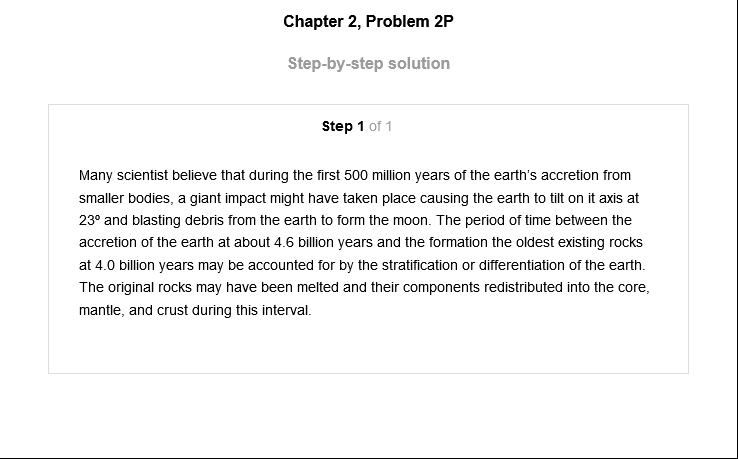 Chapter 2, Problem 2P
Step-by-step solution
Step 1 of 1
Many scientist believe that during the first 500 million years of the earth's accretion from
smaller bodies, a giant impact might have taken place causing the earth to tilt on it axis at
23º and blasting debris from the earth to form the moon. The period of time between the
accretion of the earth at about 4.6 billion years and the formation the oldest existing rocks
at 4.0 billion years may be accounted for by the stratification or differentiation of the earth.
The original rocks may have been melted and their components redistributed into the core,
mantle, and crust during this interval.